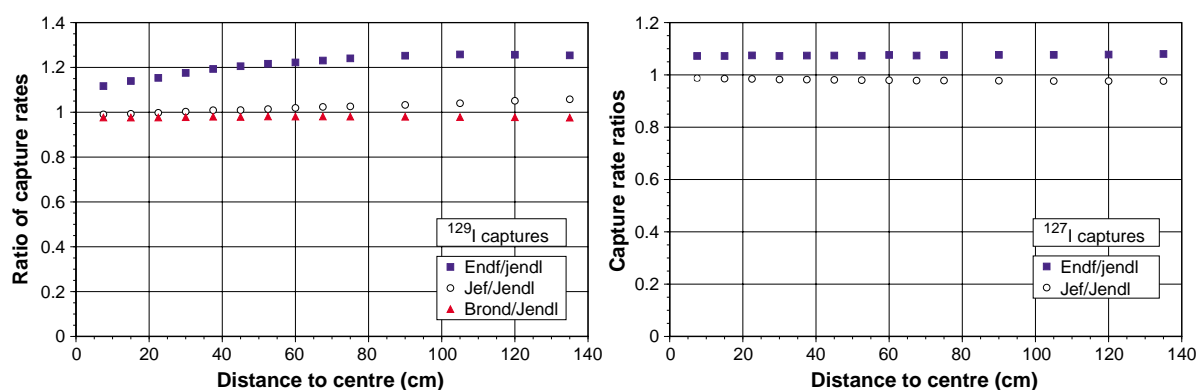 Ratio of capture rates
1.4
1.2
1
0.8
0.6
0.4
0.2
0
129I captures
Endf/jendl
Jef/Jendl
Brond/Jendl
0 20 40 60 80 100 120 140
Distance to centre (cm)
Capture rate ratios
1.2
1
0.8
0.6
0.4
0.2
0
127I captures
Endf/jendl
Jef/Jendl
0 20 40 60 80 100 120 140
Distance to centre (cm)